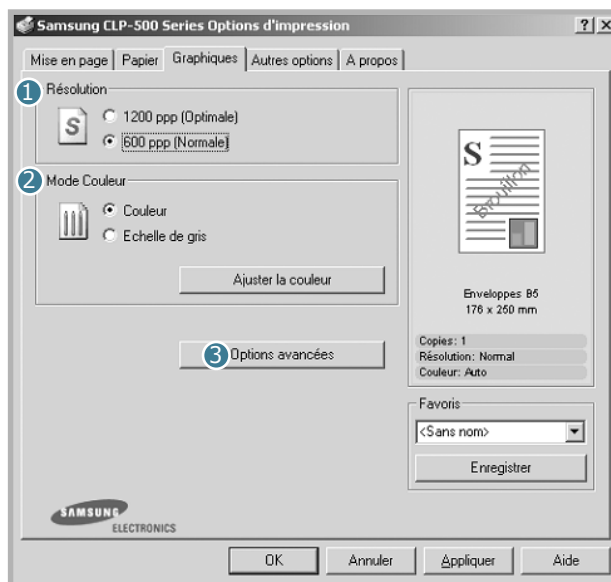 Samsung CLP-500 Series Options d'impression
Mise en page Papier Graphiques Autres options A propos
1 Résolution
S
1200 ppp (Optimale)
600 ppp (Normale)
2 Mode Couleur
Couleur
Echelle de gris
Ajuster la couleur
3 Options avancées
S
Brouillon
Enveloppes B5
176 x 250 mm
Copies: 1
Résolution: Normal
Couleur: Auto
Favoris
<Sans nom>
Enregistrer
SAMSUNG
ELECTRONICS
OK Annuler Appliquer Aide